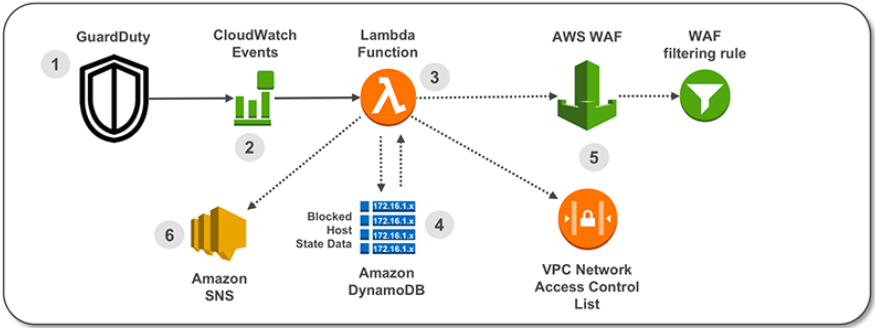 GuardDuty
CloudWatch
Events
Lambda
Function
AWS WAF
WAF
filtering rule
1
2
3
λ
5
6
Amazon
SNS
Blocked
Host
State Data
172.16.1.x
172.16.1.x
172.16.1.x
172.16.1.x
4
Amazon
DynamoDB
VPC Network
Access Control
List